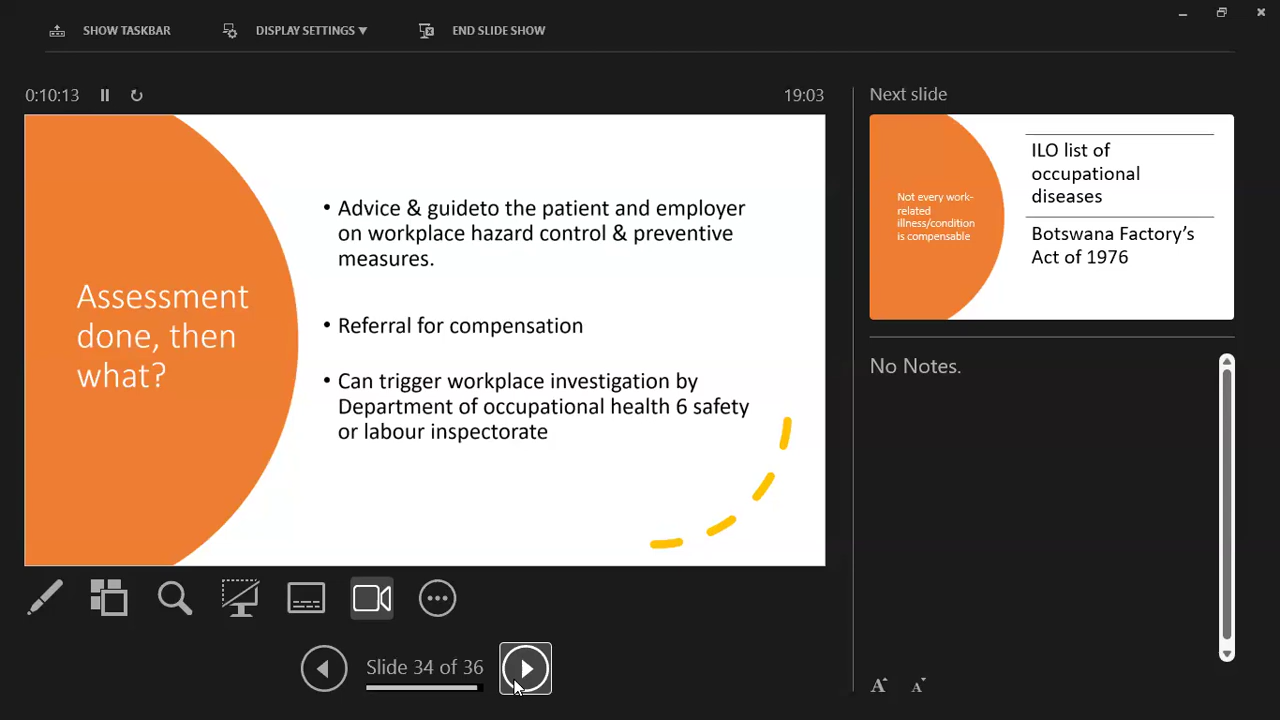 SHOW TASKBAR
DISPLAY SETTINGS ▼
END SLIDE SHOW
0:10:13
19:03
Assessment
done, then
what?
• Advice & guideto the patient and employer
on workplace hazard control & preventive
measures.
• Referral for compensation
• Can trigger workplace investigation by
Department of occupational health 6 safety
or labour inspectorate
Slide 34 of 36
Next slide
Not every work-
related
illness/condition
is compensable
ILO list of
occupational
diseases
Botswana Factory's
Act of 1976
No Notes.
A A